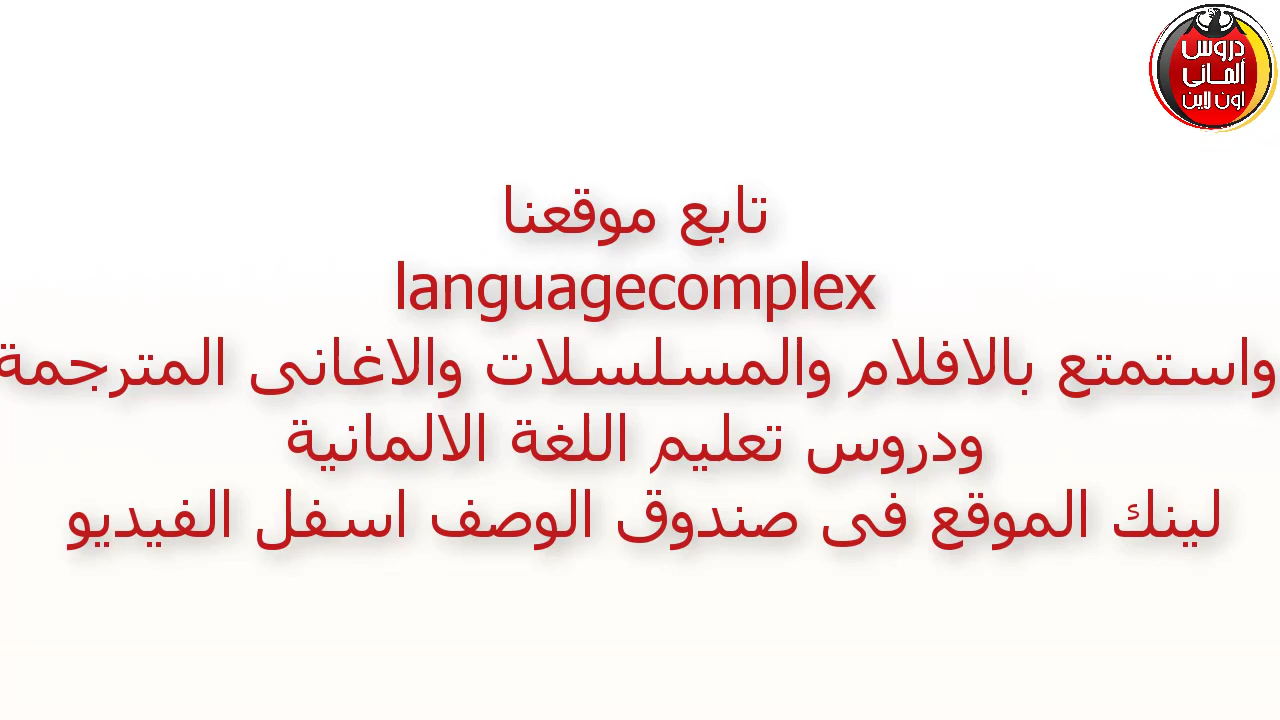 دروس
ألمانى
اون لاين
تابع موقعنا
languagecomplex
واستمتع بالافلام والمسلسلات والاغانى المترجمة
ودروس تعليم اللغة الالمانية
لينك الموقع فى صندوق الوصف اسفل الفيديو